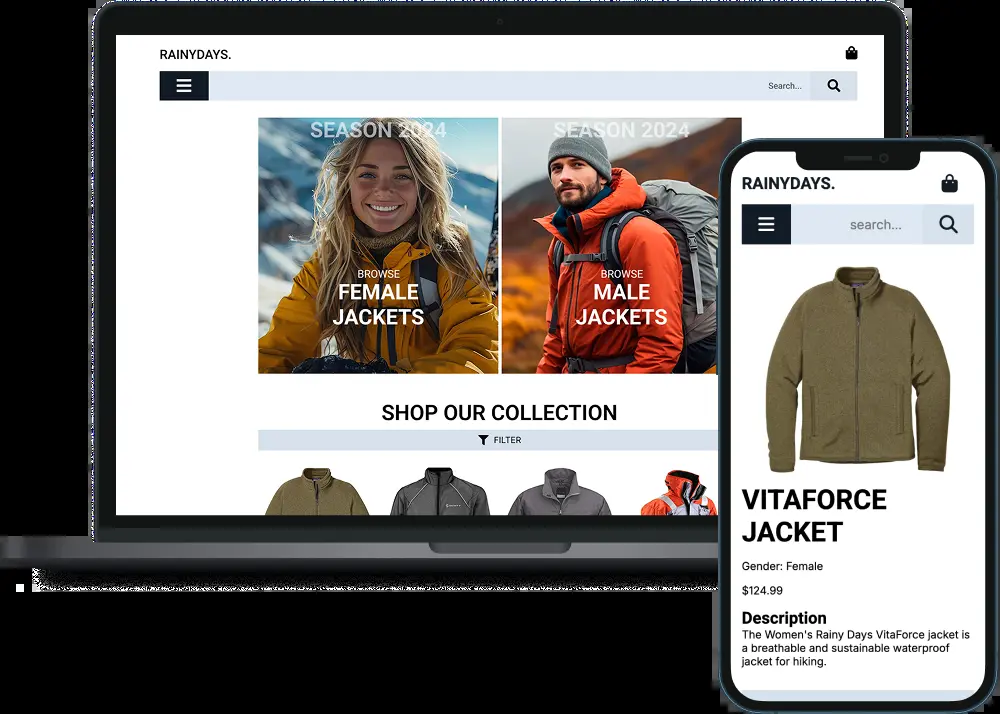 RAINYDAYS.
Search...
SEASON 2024
SEASON 2024
BROWSE
FEMALE
JACKETS
BROWSE
MALE
JACKETS
SHOP OUR COLLECTION
FILTER
RAINYDAYS.
search...
VITAFORCE
JACKET
Gender: Female
$124.99
Description
The Women's Rainy Days VitaForce jacket is
a breathable and sustainable waterproof
jacket for hiking.